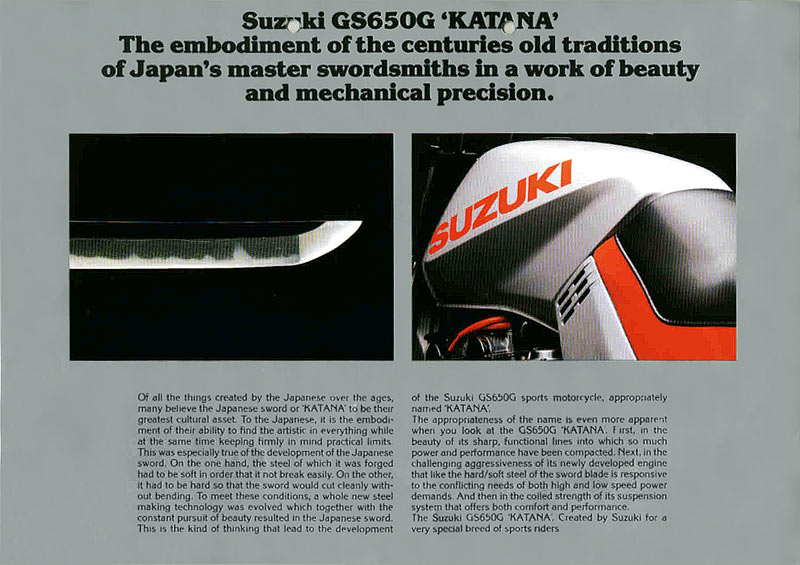 Suzuki GS650G ‘KATANA’
The embodiment of the centuries old traditions
of Japan’s master swordsmiths in a work of beauty
and mechanical precision.
SUZUKI
Of all the things created by the Japanese over the ages,
many believe the Japanese sword or ‘KATANA’ to be their
greatest cultural asset. To the Japanese, it is the embodi-
ment of their ability to find the artistic in everything while
at the same time keeping firmly in mind practical limits.
This was especially true of the development of the Japanese
sword. On the one hand, the steel of which it was forged
had to be soft in order that it not break easily. On the other,
it had to be hard so that the sword would cut cleanly with-
out bending. To meet these conditions, a whole new steel
making technology was evolved which together with the
constant pursuit of beauty resulted in the Japanese sword.
This is the kind of thinking that lead to the development
of the Suzuki GS650G sports motorcycle, appropriately
named ‘KATANA’.
The appropriateness of the name is even more apparent
when you look at the GS650G ‘KATANA’. First, in the
beauty of its sharp, functional lines into which so much
power and performance have been compacted. Next, in the
challenging aggressiveness of its newly developed engine
that like the hard/soft steel of the sword blade is responsive
to the conflicting needs of both high and low speed power
demands. And then in the coiled strength of its suspension
system that offers both comfort and performance.
The Suzuki GS650G ‘KATANA’. Created by Suzuki for a
very special breed of sports riders